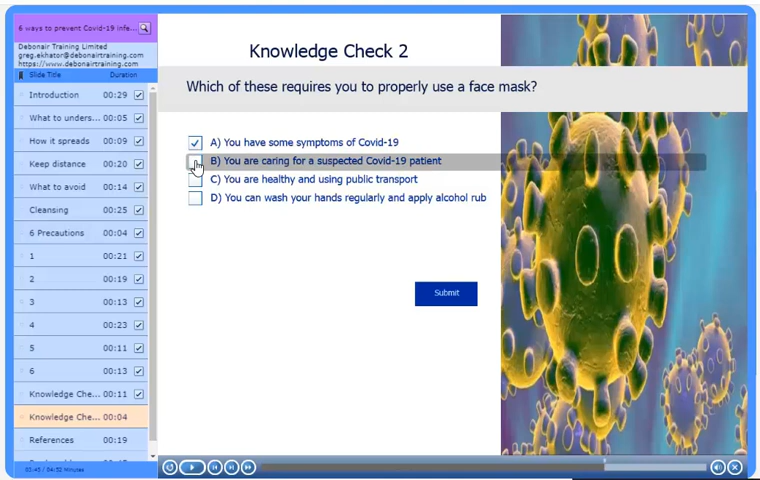 6 ways to prevent Covid-19 infe...
Debonair Training Limited
greg.ekhator@debonairtraining.com
https://www.debonairtraining.com
Slide Title Duration
Introduction 00:29
What to unders... 00:05
How it spreads 00:09
Keep distance 00:20
What to avoid 00:14
Cleansing 00:25
6 Precautions 00:04
1 00:21
2 00:19
3 00:13
4 00:23
5 00:11
6 00:13
Knowledge Che... 00:11
Knowledge Che... 00:04
References 00:19
03:45 / 04:32 Minutes
Knowledge Check 2
Which of these requires you to properly use a face mask?
A) You have some symptoms of Covid-19
B) You are caring for a suspected Covid-19 patient
C) You are healthy and using public transport
D) You can wash your hands regularly and apply alcohol rub
Submit